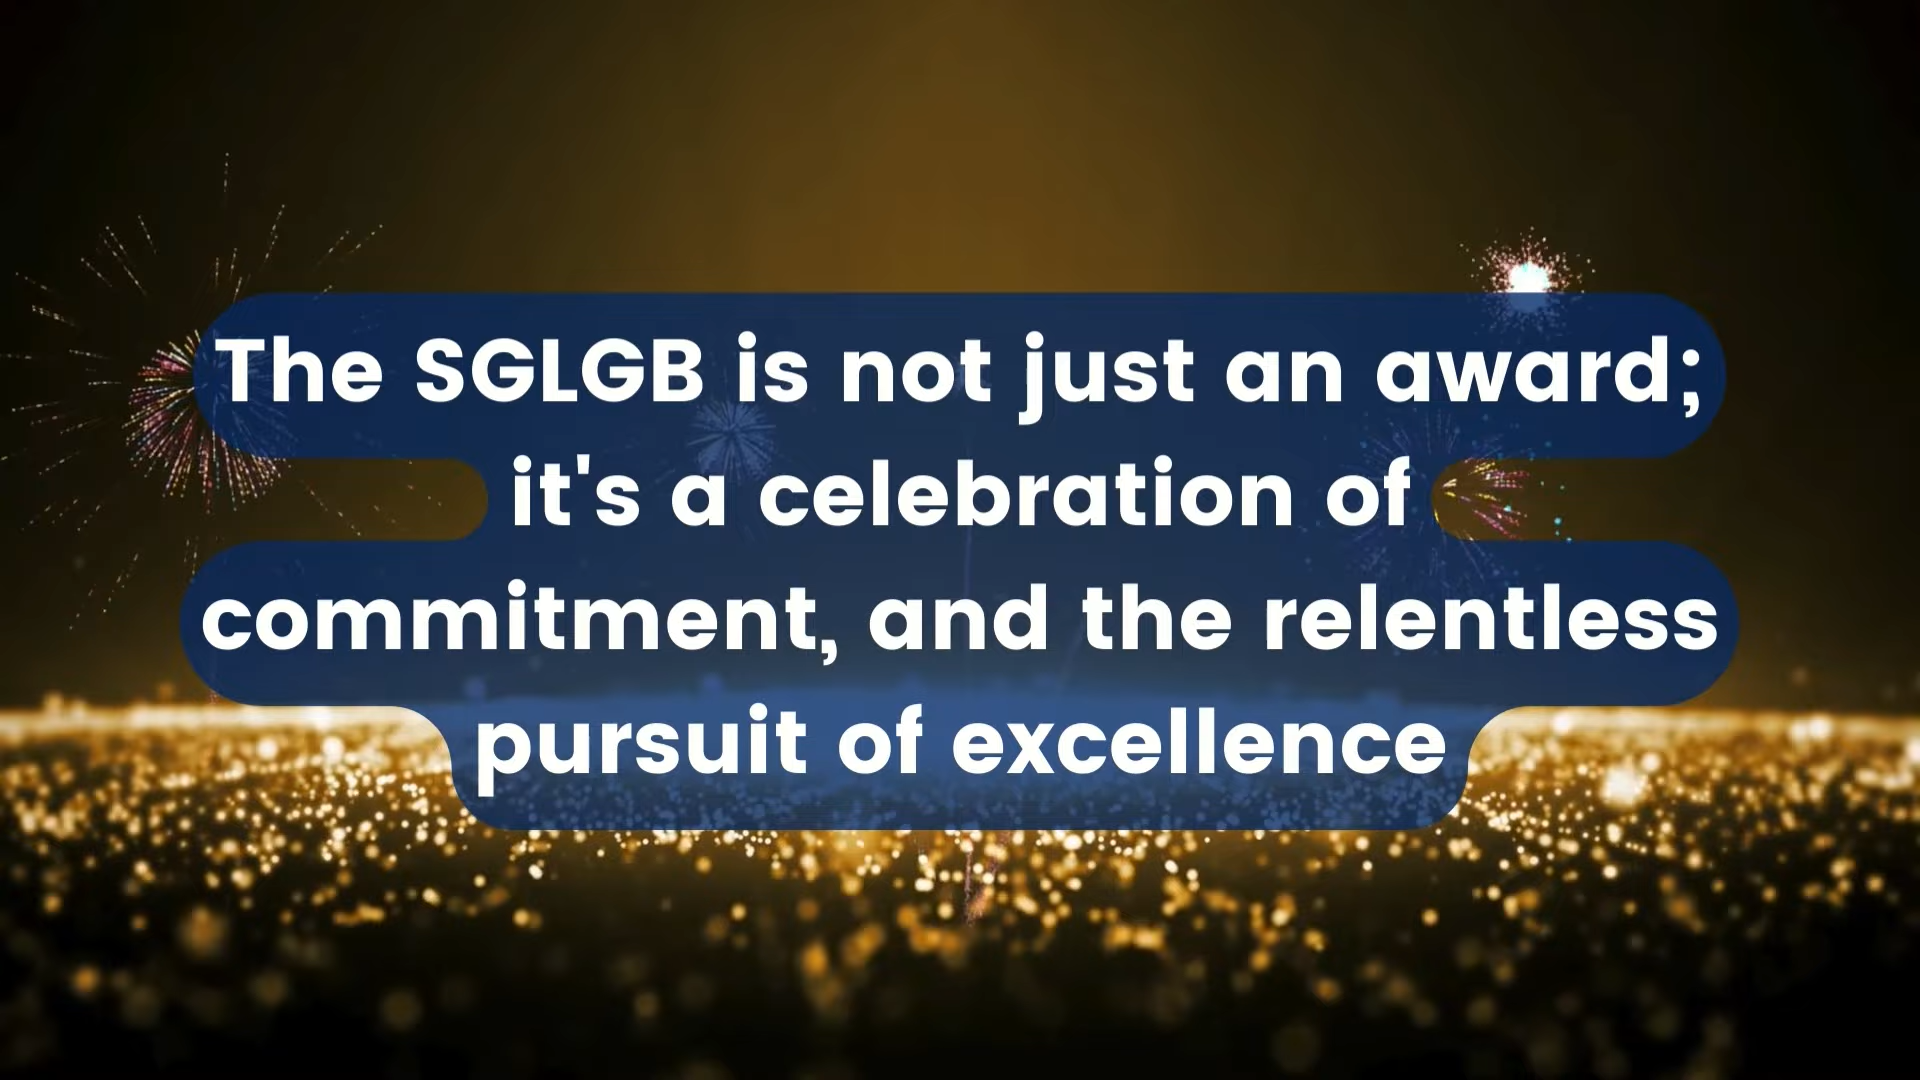 The SGLGB is not just an award;
it's a celebration of
commitment, and the relentless
pursuit of excellence